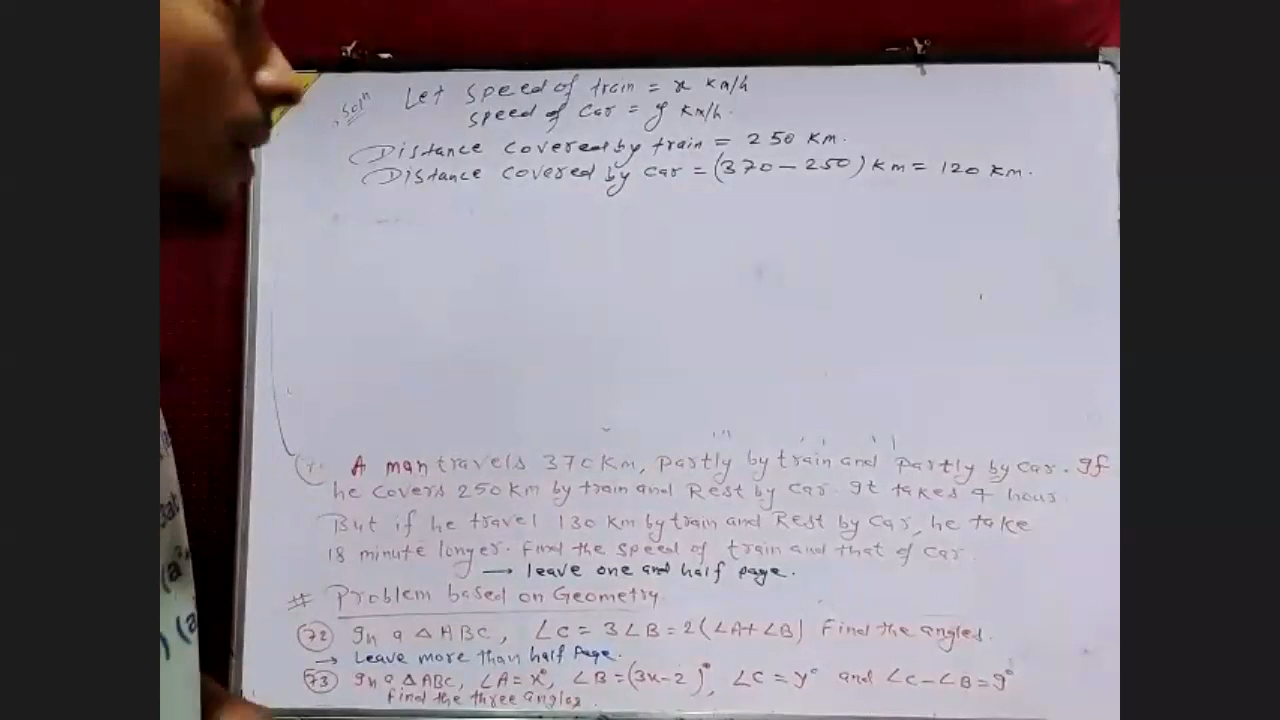 Soln Let speed of train = x km/h
speed of car = y km/h.
Distance covered by train = 250 km.
Distance covered by car = (370 - 250) km = 120 km.
A man travels 370 km, partly by train and partly by car. If
he covers 250 km by train and Rest by car. It takes 4 hour.
But if he travel 130 km by train and Rest by car, he take
18 minute longer. Find the speed of train and that of car.
→ leave one and half page.
# Problem based on Geometry
72 In a △ABC, ∠C = 3∠B = 2(∠A+∠B) Find the angles.
→ Leave more than half page.
73 In a △ABC, ∠A = x°, ∠B = (3x-2)°, ∠C = y° and ∠C-∠B = 9°
Find the three angles